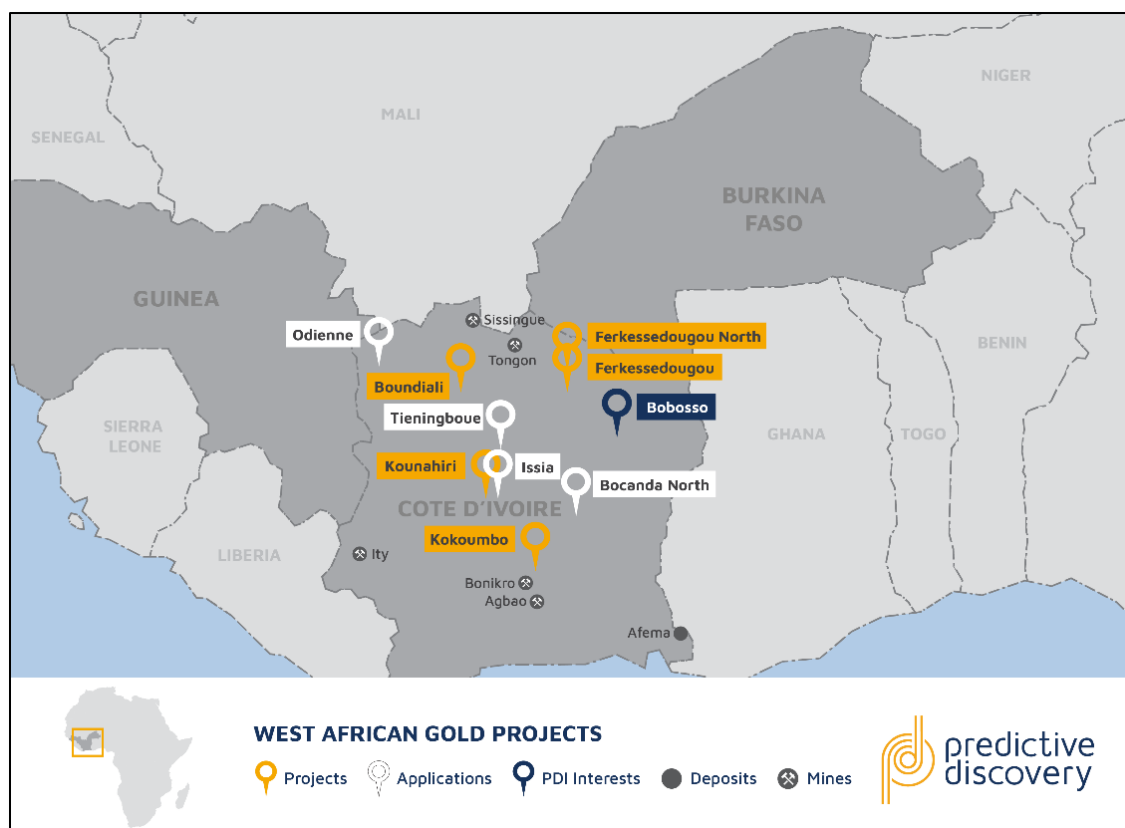 NIGER
MALI
SENEGAL
BURKINA
FASO
GUINEA
BENIN
Sissingue
Odienne
Ferkessedougou North
Tongon
Ferkessedougou
Boundiali
Bobosso
Tieningboue
SIERRA
LEONE
GHANA
TOGO
Kounahiri
Issia
Bocanda North
COTE D'IVOIRE
Kokoumbo
LIBERIA
Ity
Bonikro
Agbao
Afema
WEST AFRICAN GOLD PROJECTS
Projects
Applications
PDI Interests
Deposits
Mines
predictive
discovery